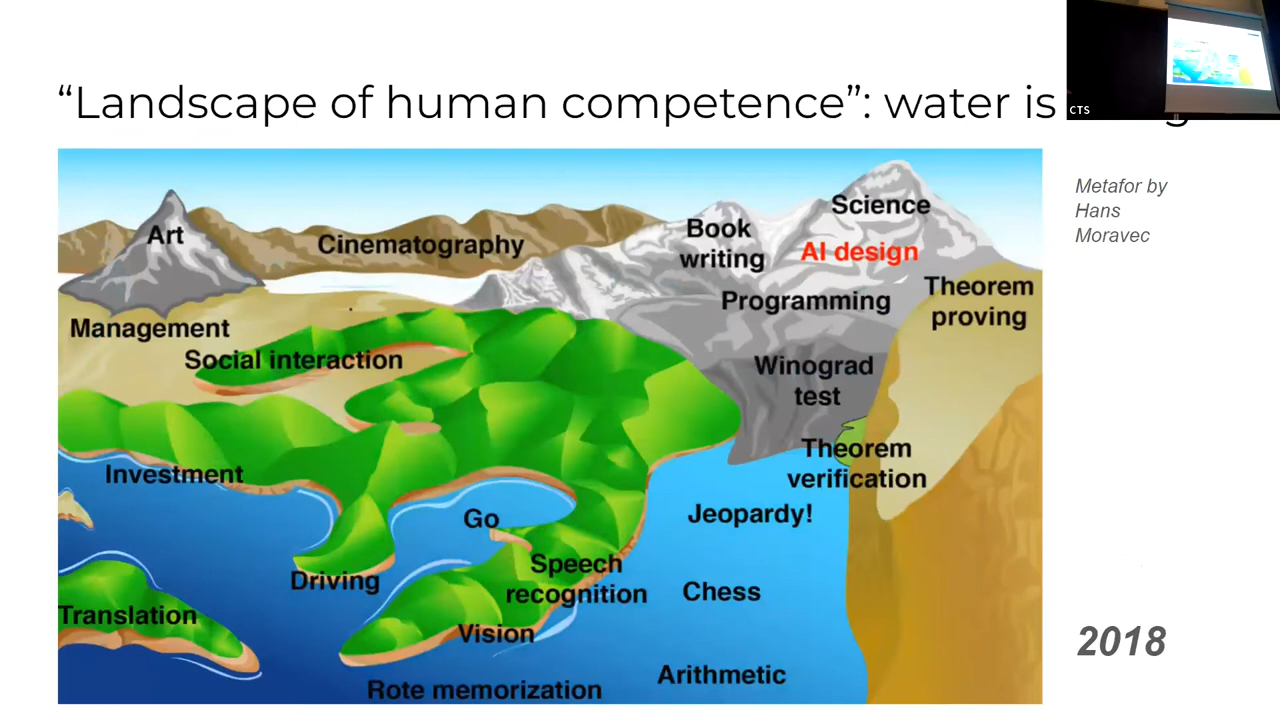 “Landscape of human competence”: water is
CTS
Metafor by
Hans
Moravec
Art
Cinematography
Book
writing
Science
AI design
Programming
Theorem
proving
Management
Social interaction
Winograd
test
Theorem
verification
Investment
Go
Jeopardy!
Driving
Speech
recognition
Chess
Translation
Vision
Rote memorization
Arithmetic
2018